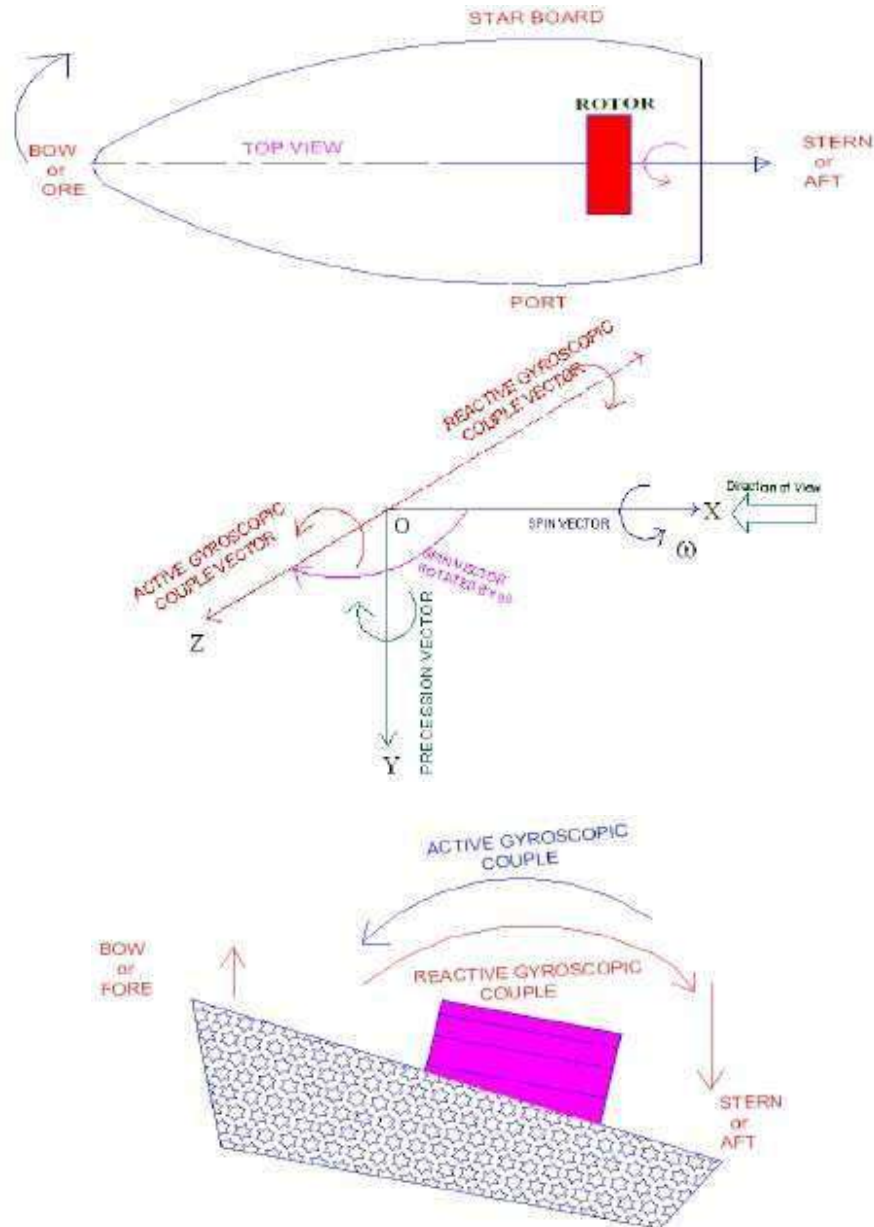 STAR BOARD
ROTOR
BOW
or
ORE
TOP VIEW
STERN
or
AFT
PORT
REACTIVE GYROSCOPIC
COUPLE VECTOR
Direction of View
X
SPIN VECTOR
O
ω
ACTIVE GYROSCOPIC
COUPLE VECTOR
SPIN VECTOR
Z
PRECESSION VECTOR
Y
ACTIVE GYROSCOPIC
COUPLE
BOW
or
FORE
REACTIVE GYROSCOPIC
COUPLE
STERN
or
AFT